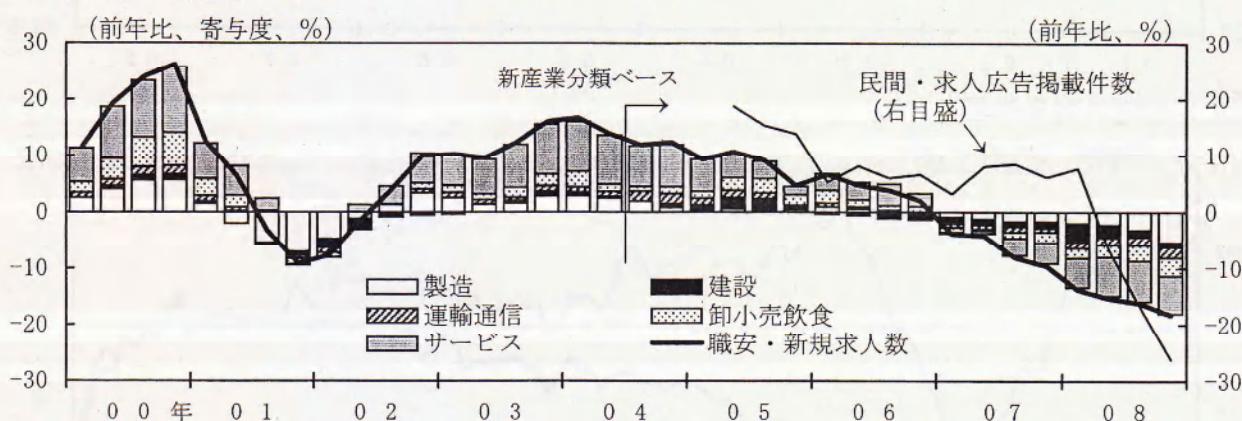 (前年比、寄与度、%)
(前年比、%)
30
20
10
0
-10
-20
-30
30
20
10
0
-10
-20
-30
新産業分類ベース
民間・求人広告掲載件数
(右目盛)
製造
建設
運輸通信
卸小売飲食
サービス
職安・新規求人数
00年 01 02 03 04 05 06 07 08